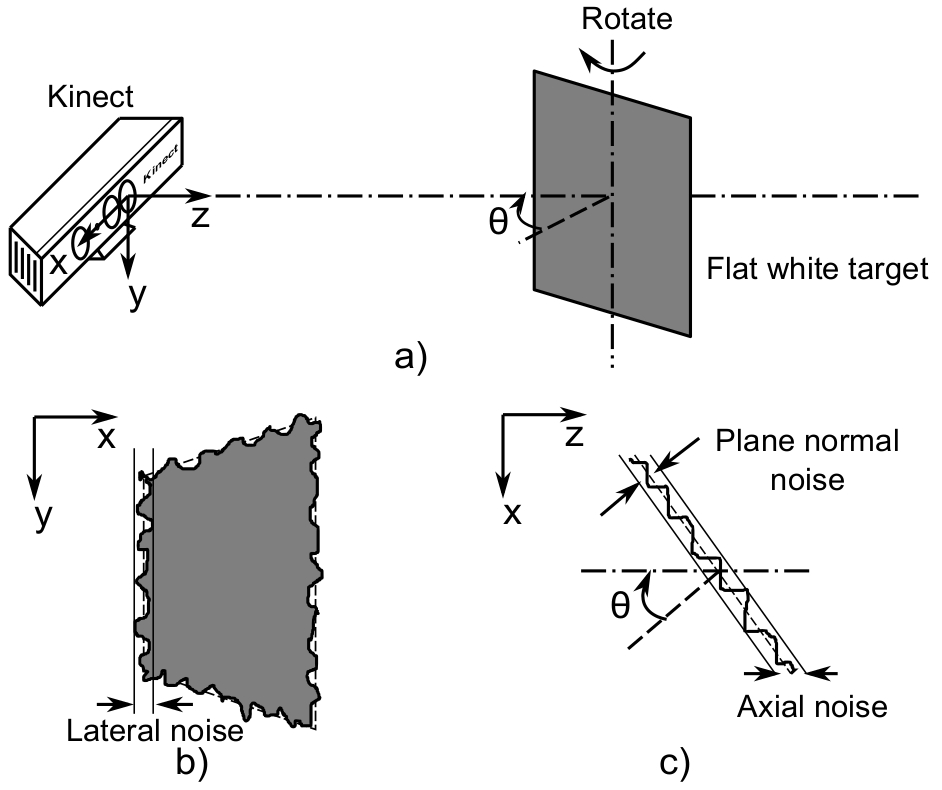 Rotate
Kinect
Kinect
z
θ
x
y
Flat white target
a)
x
y
Lateral noise
b)
z
x
Plane normal
noise
θ
Axial noise
c)